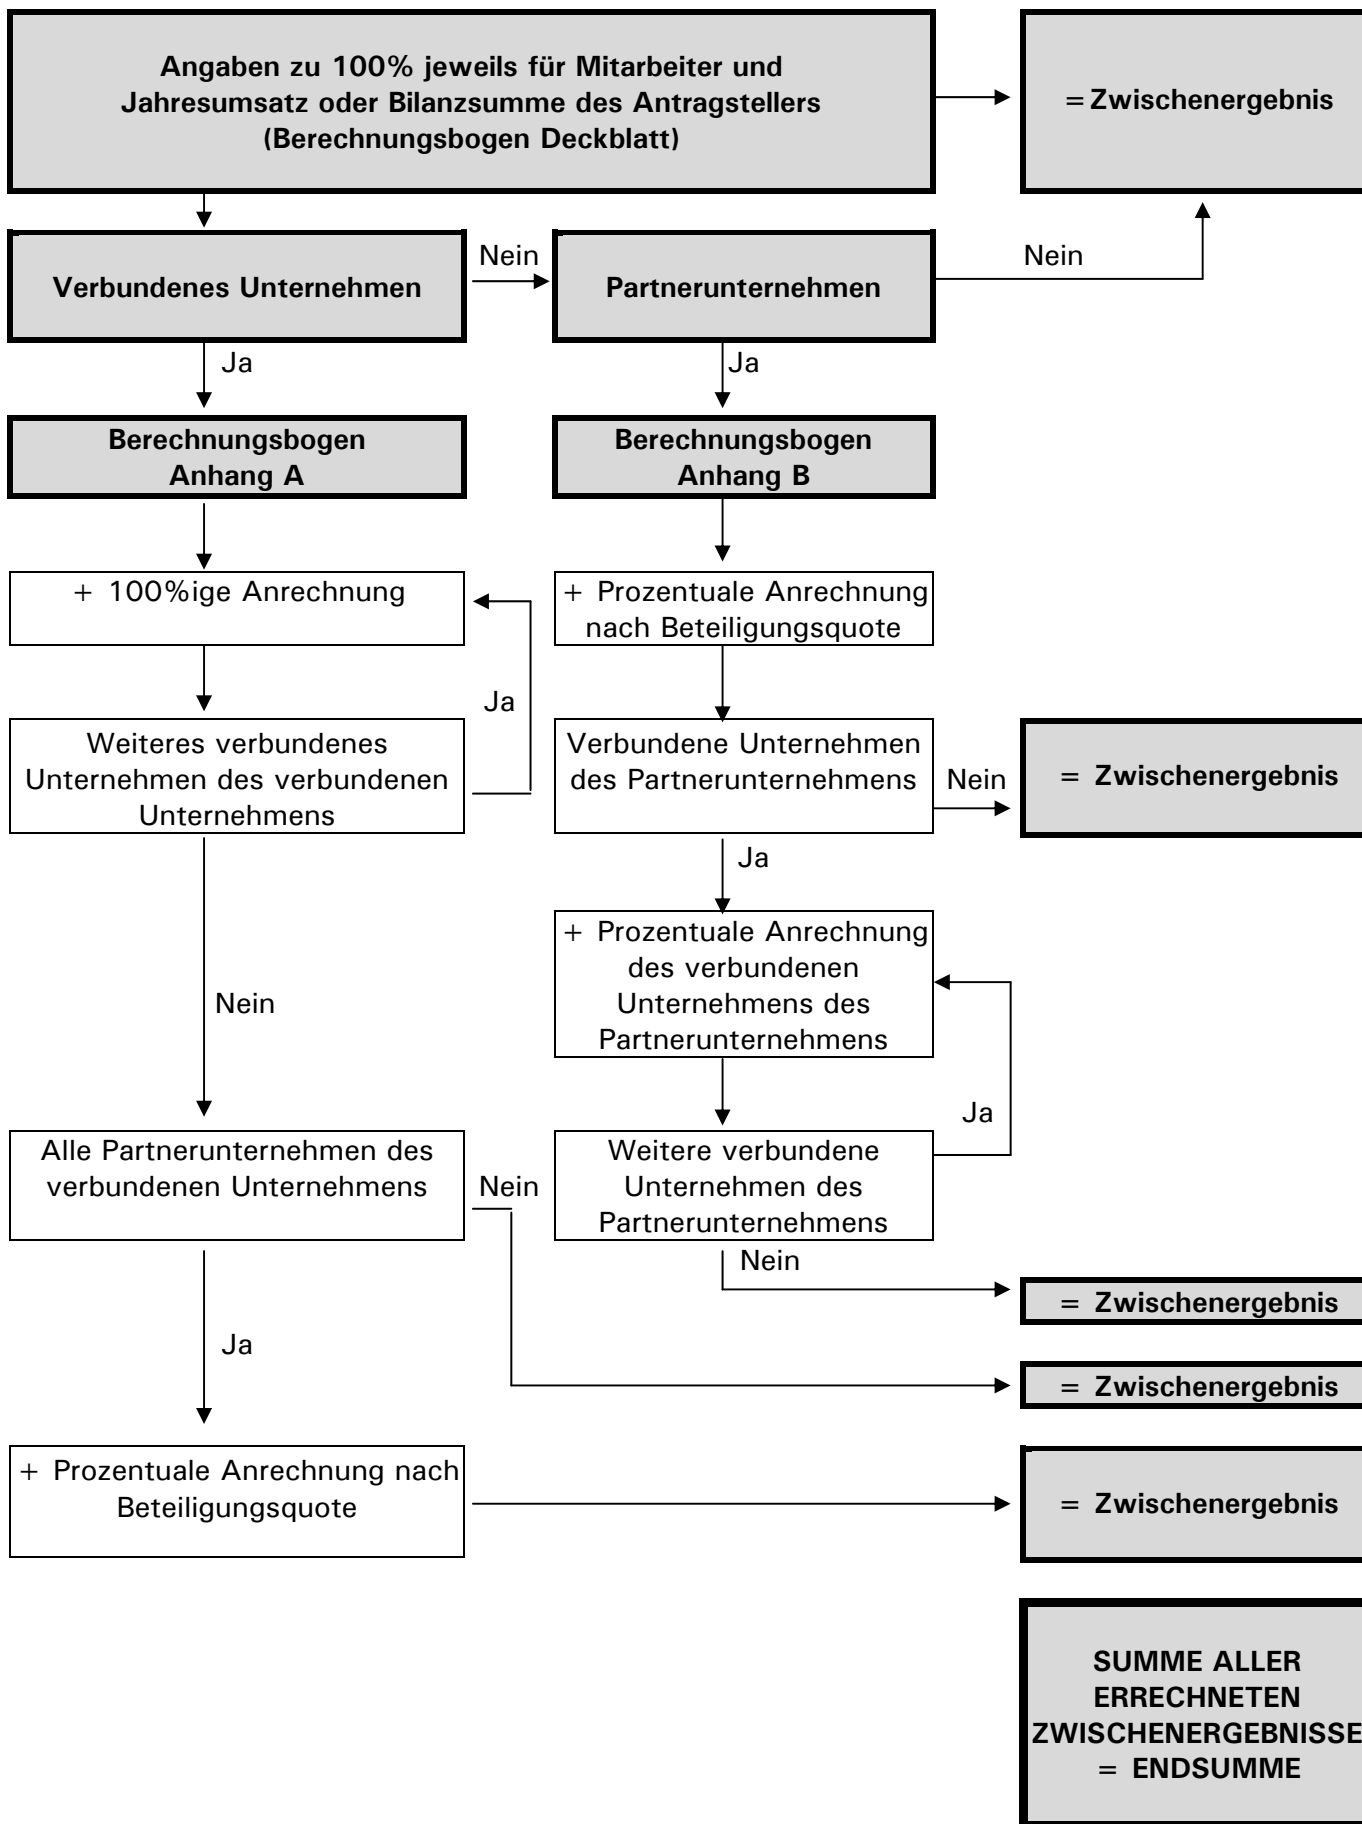 Angaben zu 100% jeweils für Mitarbeiter und
Jahresumsatz oder Bilanzsumme des Antragstellers
(Berechnungsbogen Deckblatt)
= Zwischenergebnis
Verbundenes Unternehmen
Nein
Partnerunternehmen
Nein
Ja
Ja
Berechnungsbogen
Anhang A
Berechnungsbogen
Anhang B
+ 100%ige Anrechnung
+ Prozentuale Anrechnung
nach Beteiligungsquote
Ja
Weiteres verbundenes
Unternehmen des verbundenen
Unternehmens
Verbundene Unternehmen
des Partnerunternehmens
Nein
= Zwischenergebnis
Ja
+ Prozentuale Anrechnung
des verbundenen
Unternehmens des
Partnerunternehmens
Nein
Ja
Alle Partnerunternehmen des
verbundenen Unternehmens
Nein
Weitere verbundene
Unternehmen des
Partnerunternehmens
Nein
= Zwischenergebnis
Ja
= Zwischenergebnis
+ Prozentuale Anrechnung nach
Beteiligungsquote
= Zwischenergebnis
SUMME ALLER
ERRECHNETEN
ZWISCHENERGEBNISSE
= ENDSUMME